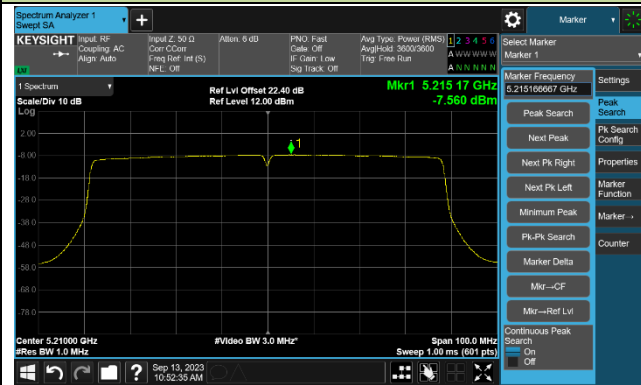 Spectrum Analyzer 1
Swept SA
Marker
KEYSIGHT Input: RF Input Z: 50 Ω Atten: 6 dB PNO: Fast Avg Type: Power (RMS) 1 2 3 4 5 6
Coupling: AC Corr CCorr Gate: Off Avg|Hold: 3600/3600 A W W W W W
Align: Auto Freq Ref: Int (S) IF Gain: Low Trig: Free Run
NFE: Off Sig Track: Off A N N N N N
Select Marker
Marker 1
1 Spectrum
Ref Lvl Offset 22.40 dB
Mkr1 5.215 17 GHz
Scale/Div 10 dB
Ref Level 12.00 dBm
-7.560 dBm
Log
2.00
-8.00
-18.0
-28.0
-38.0
-48.0
-58.0
-68.0
-78.0
1
Center 5.21000 GHz
#Video BW 3.0 MHz*
Span 100.0 MHz
#Res BW 1.0 MHz
Sweep 1.00 ms (601 pts)
Marker Frequency
5.215166667 GHz
Peak Search
Next Peak
Next Pk Right
Next Pk Left
Minimum Peak
Pk-Pk Search
Marker Delta
Mkr→CF
Mkr→Ref Lvl
Continuous Peak
Search
On
Off
Settings
Peak
Search
Pk Search
Config
Properties
Marker
Function
Marker→
Counter
Sep 13, 2023
10:52:35 AM